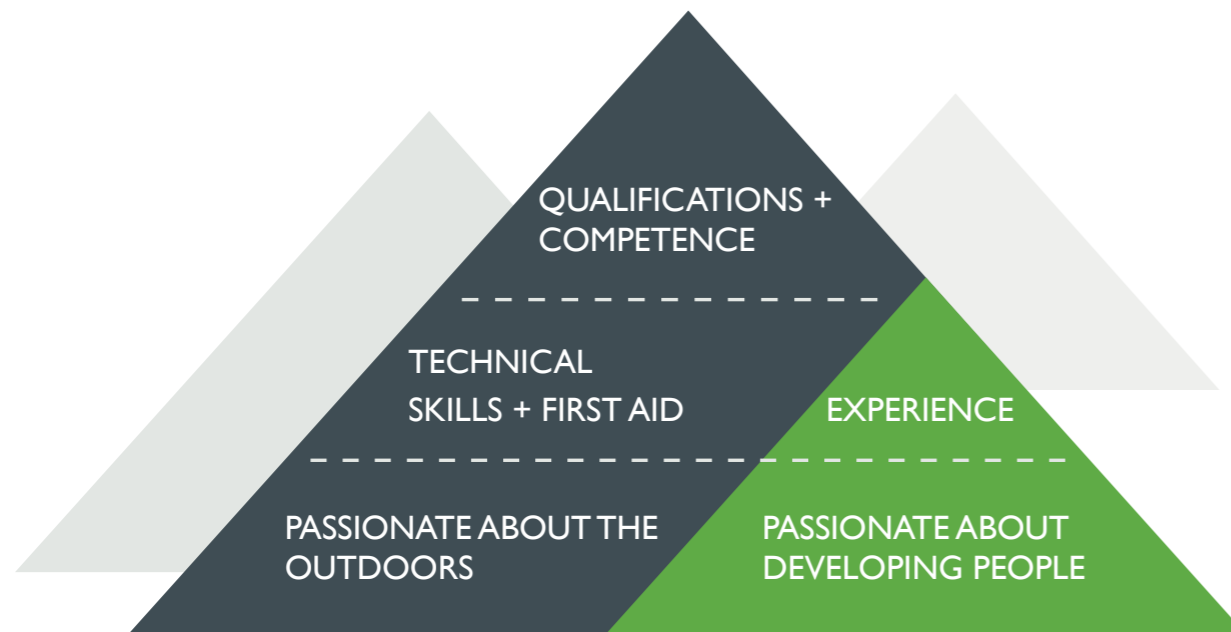 QUALIFICATIONS +
COMPETENCE
TECHNICAL
SKILLS + FIRST AID
EXPERIENCE
PASSIONATE ABOUT THE
OUTDOORS
PASSIONATE ABOUT
DEVELOPING PEOPLE